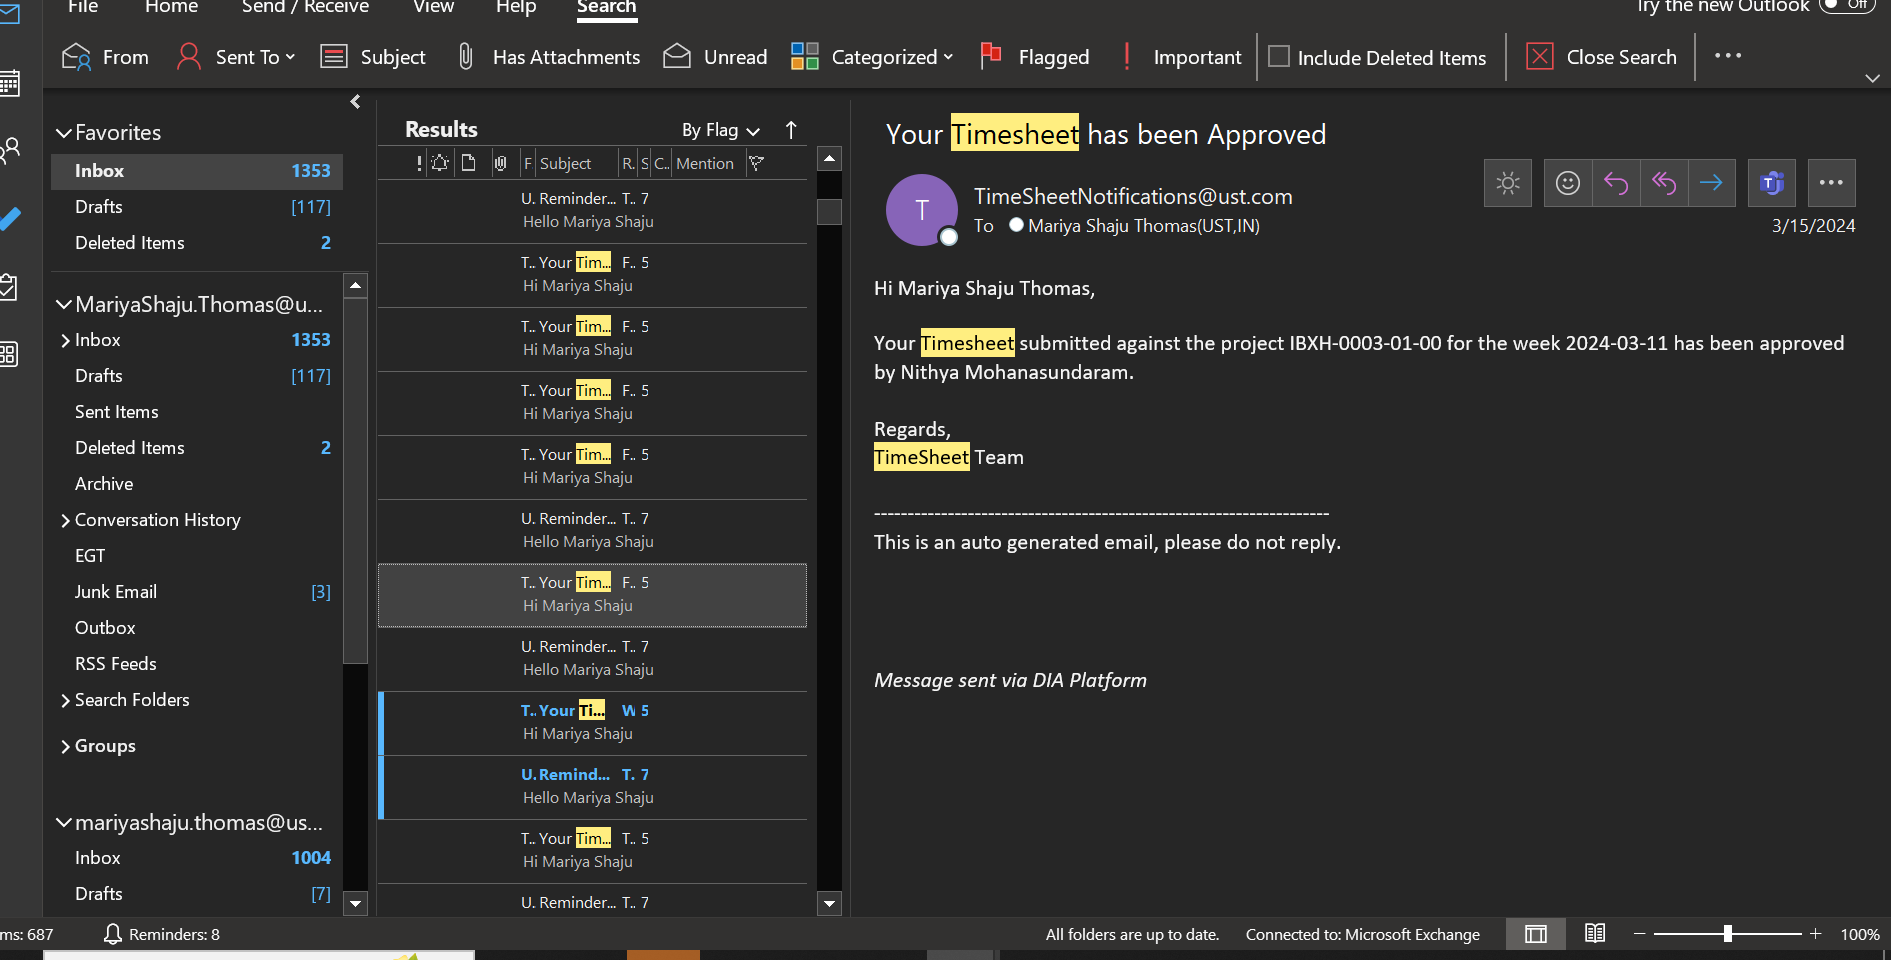 File Home Send / Receive View Help Search Try the new Outlook Off
From Sent To Subject Has Attachments Unread Categorized Flagged ! Important Include Deleted Items Close Search ...
Favorites
Inbox 1353
Drafts [117]
Deleted Items 2
MariyaShaju.Thomas@u...
Inbox 1353
Drafts [117]
Sent Items
Deleted Items 2
Archive
Conversation History
EGT
Junk Email [3]
Outbox
RSS Feeds
Search Folders
Groups
mariyashaju.thomas@us...
Inbox 1004
Drafts [7]
Results By Flag
! F Subject R. S C.. Mention
U. Reminder... T.. 7
Hello Mariya Shaju
T.. Your Tim... F.. 5
Hi Mariya Shaju
T.. Your Tim... F.. 5
Hi Mariya Shaju
T.. Your Tim... F.. 5
Hi Mariya Shaju
T.. Your Tim... F.. 5
Hi Mariya Shaju
U. Reminder... T.. 7
Hello Mariya Shaju
T.. Your Tim... F.. 5
Hi Mariya Shaju
U. Reminder... T.. 7
Hello Mariya Shaju
T.. Your Ti... W 5
Hi Mariya Shaju
U. Remind... T. 7
Hello Mariya Shaju
T.. Your Tim... T.. 5
Hi Mariya Shaju
U. Reminder... T.. 7
Your Timesheet has been Approved
T
TimeSheetNotifications@ust.com
To Mariya Shaju Thomas(UST,IN) 3/15/2024
Hi Mariya Shaju Thomas,
Your Timesheet submitted against the project IBXH-0003-01-00 for the week 2024-03-11 has been approved
by Nithya Mohanasundaram.
Regards,
TimeSheet Team
--------------------------------------------------------------------
This is an auto generated email, please do not reply.
Message sent via DIA Platform
ms: 687 Reminders: 8 All folders are up to date. Connected to: Microsoft Exchange 100%